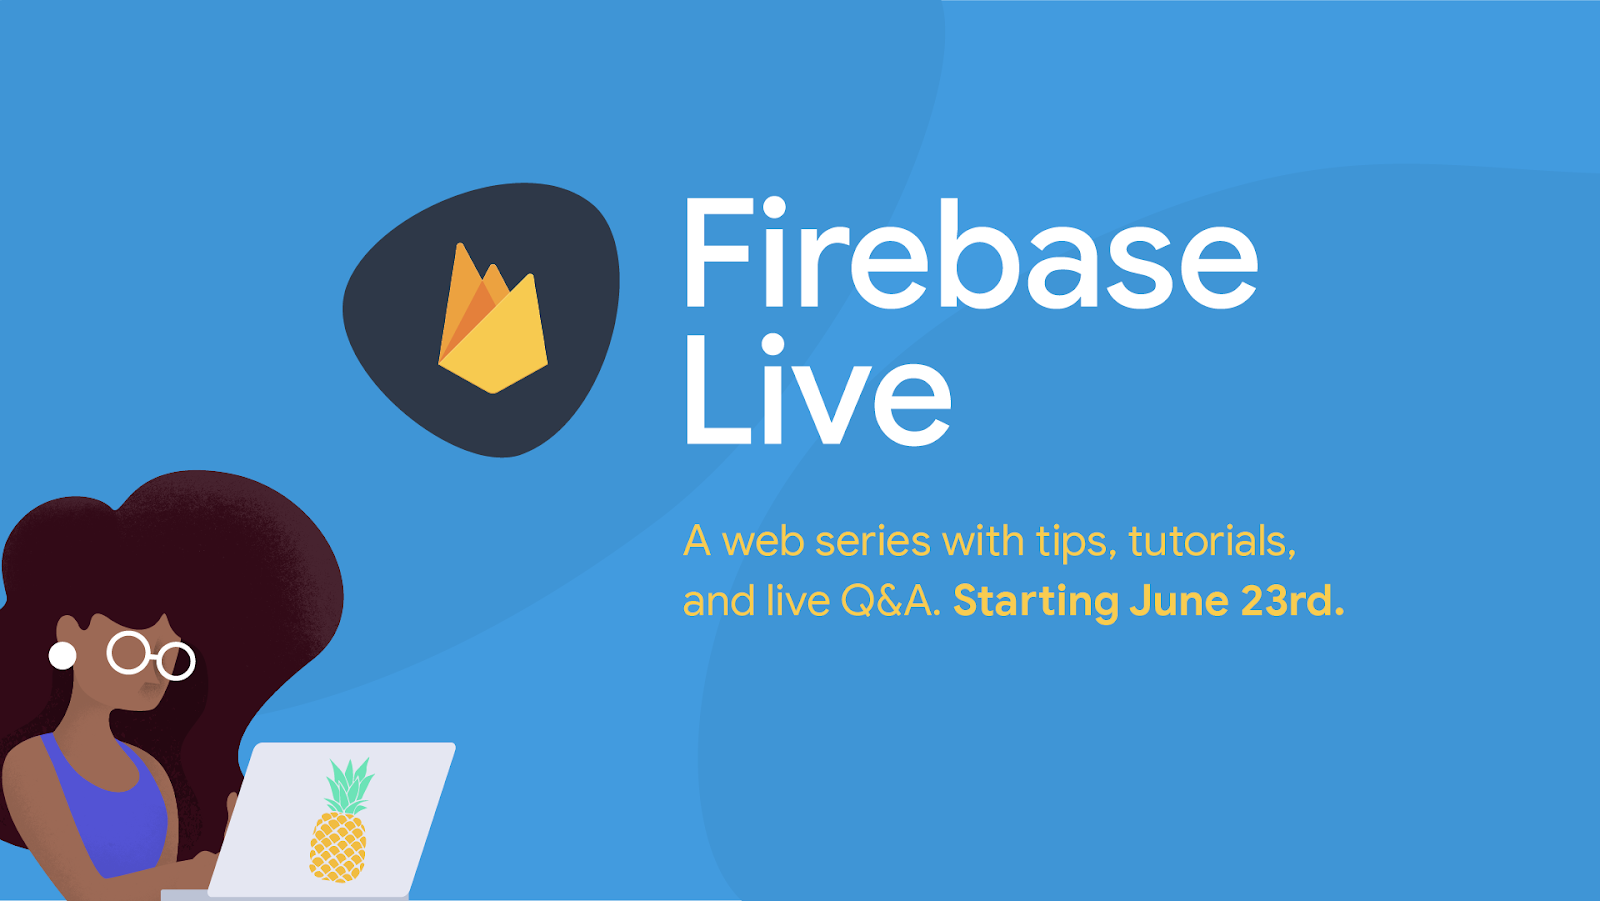 Firebase
Live
A web series with tips, tutorials,
and live Q&A. Starting June 23rd.